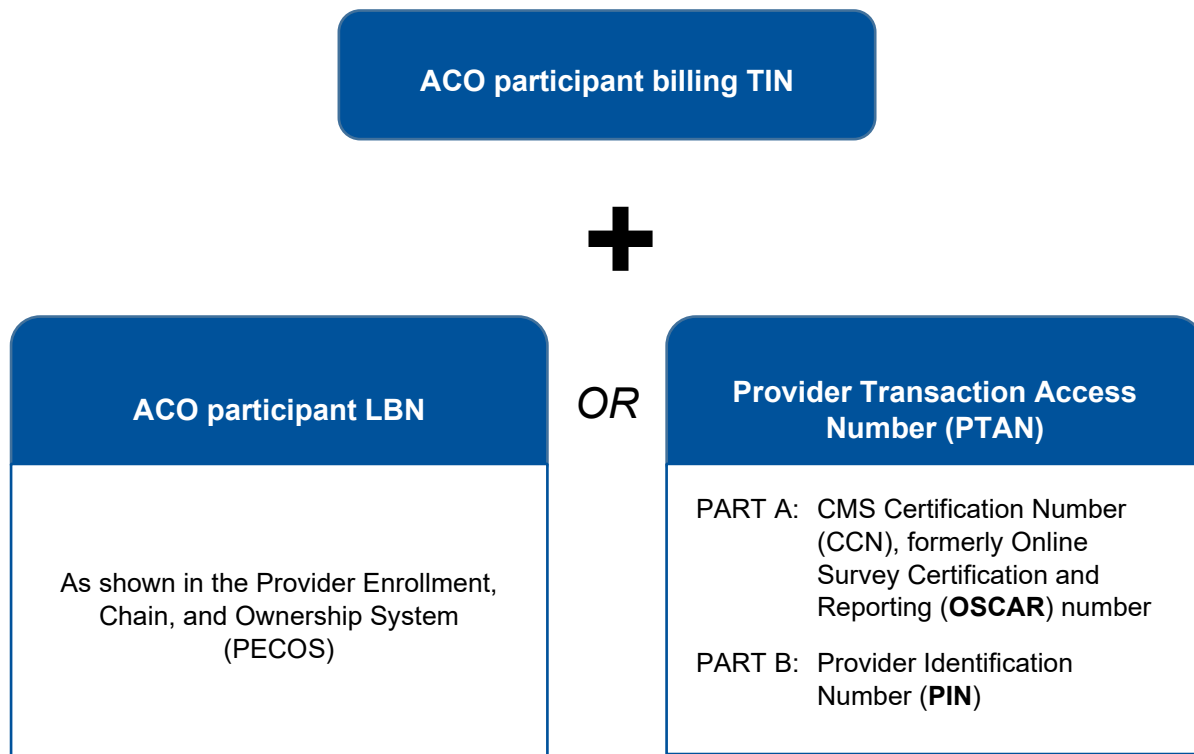 ACO participant billing TIN
+
ACO participant LBN
As shown in the Provider Enrollment,
Chain, and Ownership System
(PECOS)
OR
Provider Transaction Access
Number (PTAN)
PART A: CMS Certification Number
(CCN), formerly Online
Survey Certification and
Reporting (OSCAR) number
PART B: Provider Identification
Number (PIN)